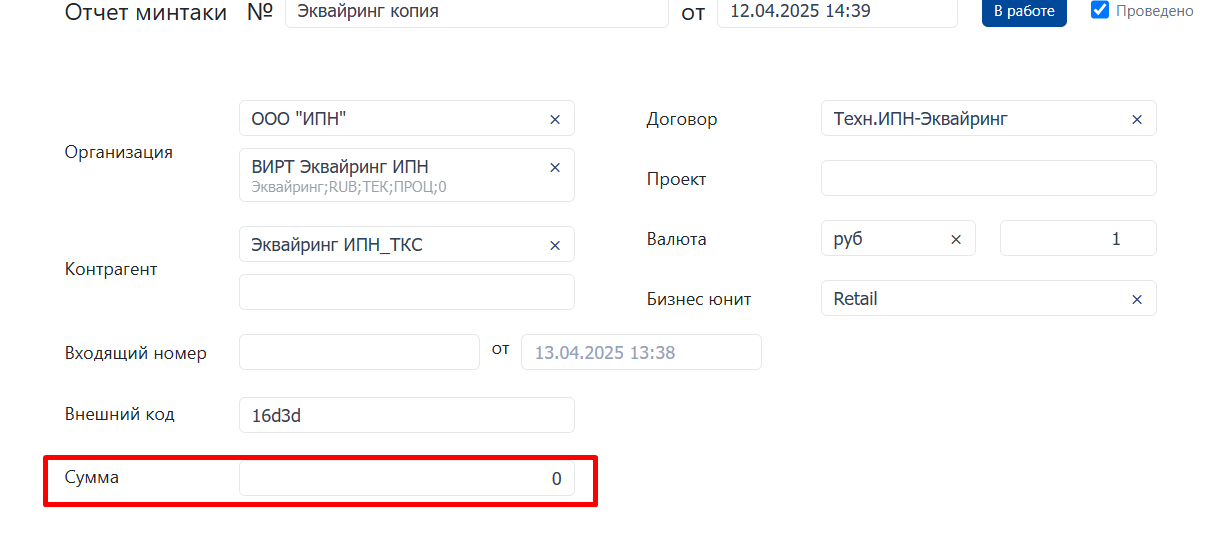 Отчет минтаки № Эквайринг копия от 12.04.2025 14:39 В работе Проведено
Организация
ООО "ИПН" ×
ВИРТ Эквайринг ИПН ×
Эквайринг;RUB;ТЕК;ПРОЦ;0
Контрагент
Эквайринг ИПН_ТКС ×
Договор Техн.ИПН-Эквайринг ×
Проект
Валюта руб × 1
Бизнес юнит Retail ×
Входящий номер от 13.04.2025 13:38
Внешний код 16d3d
Сумма 0